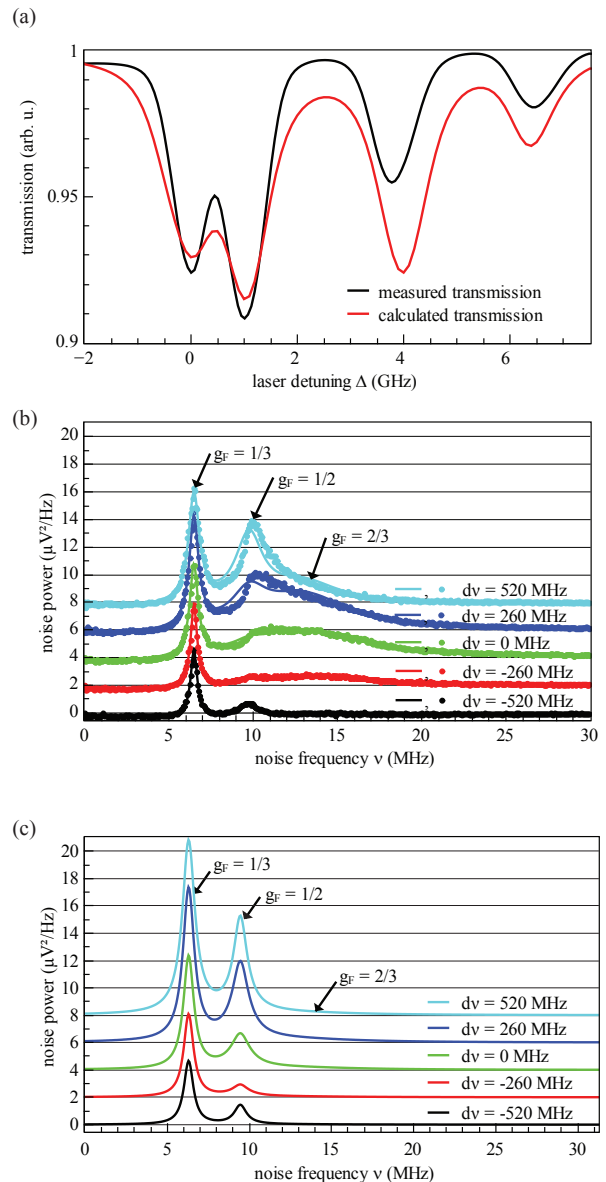 (a)
1
0.95
0.9
transmission (arb. u.)
measured transmission
calculated transmission
−2 0 2 4 6
laser detuning Δ (GHz)
(b)
20
18
16
14
12
10
8
6
4
2
0
noise power (μV²/Hz)
gF = 1/3
gF = 1/2
gF = 2/3
, dν = 520 MHz
, dν = 260 MHz
, dν = 0 MHz
, dν = -260 MHz
, dν = -520 MHz
0 5 10 15 20 25 30
noise frequency ν (MHz)
(c)
20
18
16
14
12
10
8
6
4
2
0
noise power (μV²/Hz)
gF = 1/3
gF = 1/2
gF = 2/3
dν = 520 MHz
dν = 260 MHz
dν = 0 MHz
dν = -260 MHz
dν = -520 MHz
0 5 10 15 20 25 30
noise frequency ν (MHz)